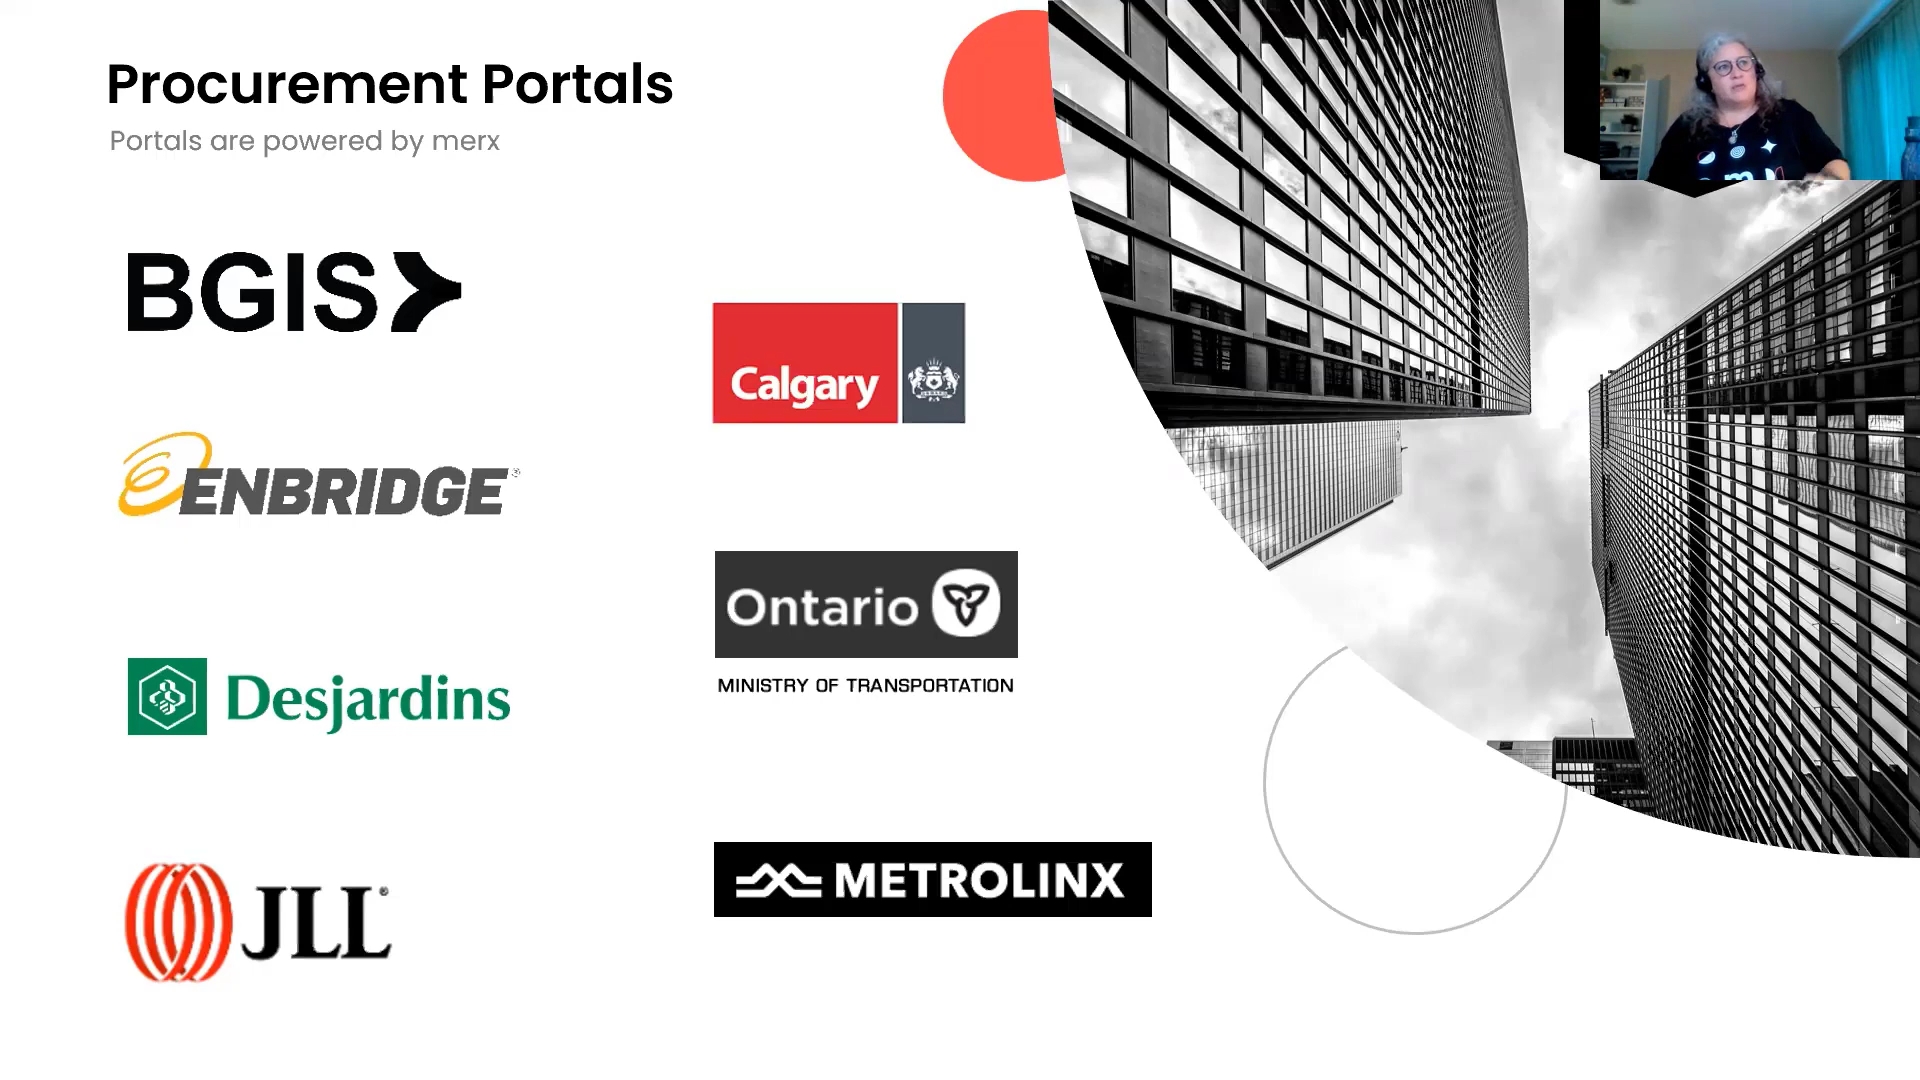 Procurement Portals
Portals are powered by merx
BGIS
ENBRIDGE®
Desjardins
JLL®
Calgary
Ontario
MINISTRY OF TRANSPORTATION
METROLINX